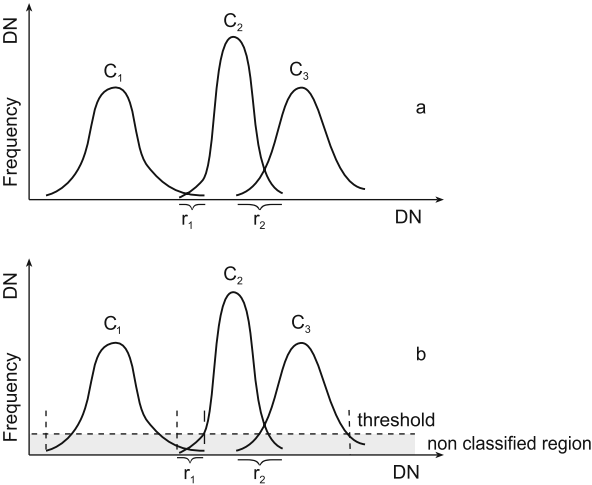 DN
Frequency
C₁
C₂
C₃
a
r₁
r₂
DN
DN
Frequency
C₁
C₂
C₃
b
threshold
non classified region
r₁
r₂
DN